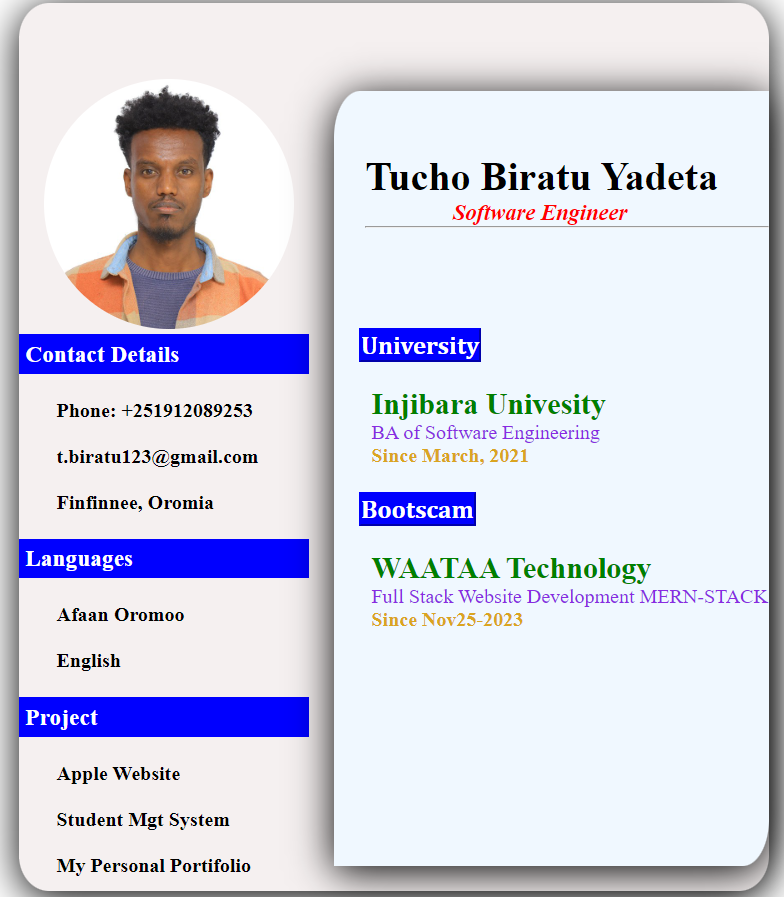 Contact Details
Phone: +251912089253
t.biratu123@gmail.com
Finfinnee, Oromia
Languages
Afaan Oromoo
English
Project
Apple Website
Student Mgt System
My Personal Portifolio
Tucho Biratu Yadeta
Software Engineer
University
Injibara Univesity
BA of Software Engineering
Since March, 2021
Bootscam
WAATAA Technology
Full Stack Website Development MERN-STACK
Since Nov25-2023